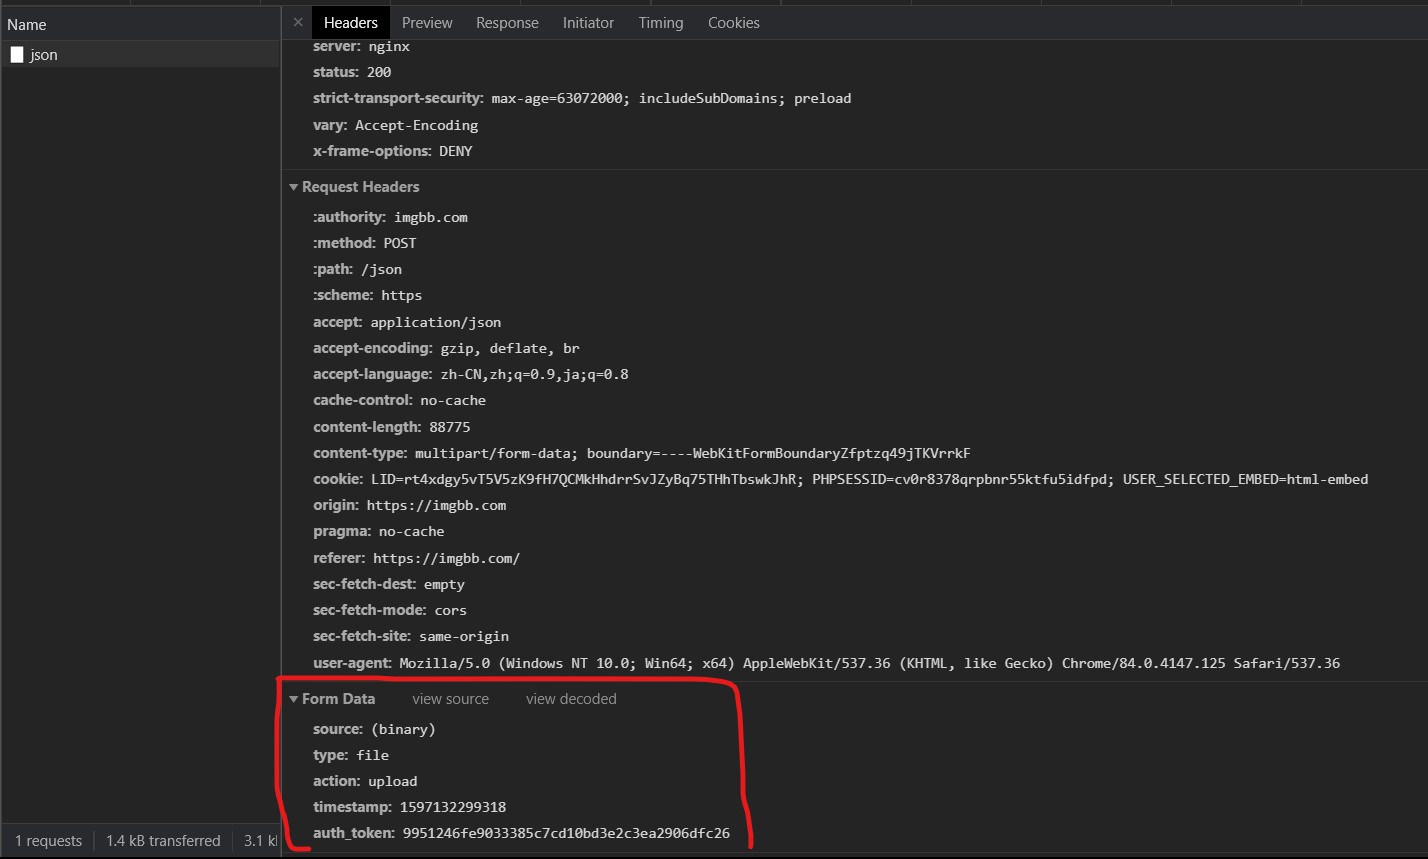 Name
json
× Headers Preview Response Initiator Timing Cookies
server: nginx
status: 200
strict-transport-security: max-age=63072000; includeSubDomains; preload
vary: Accept-Encoding
x-frame-options: DENY
Request Headers
:authority: imgbb.com
:method: POST
:path: /json
:scheme: https
accept: application/json
accept-encoding: gzip, deflate, br
accept-language: zh-CN,zh;q=0.9,ja;q=0.8
cache-control: no-cache
content-length: 88775
content-type: multipart/form-data; boundary=----WebKitFormBoundaryZfptzq49jTKVrrkF
cookie: LID=rt4xdgy5vT5V5zK9fH7QCMkHhdrrSvJZyBq75THhTbswkJhR; PHPSESSID=cv0r8378qrpbnr55ktfu5idfpd; USER_SELECTED_EMBED=html-embed
origin: https://imgbb.com
pragma: no-cache
referer: https://imgbb.com/
sec-fetch-dest: empty
sec-fetch-mode: cors
sec-fetch-site: same-origin
user-agent: Mozilla/5.0 (Windows NT 10.0; Win64; x64) AppleWebKit/537.36 (KHTML, like Gecko) Chrome/84.0.4147.125 Safari/537.36
Form Data view source view decoded
source: (binary)
type: file
action: upload
timestamp: 1597132299318
auth_token: 9951246fe9033385c7cd10bd3e2c3ea2906dfc26
1 requests 1.4 kB transferred 3.1